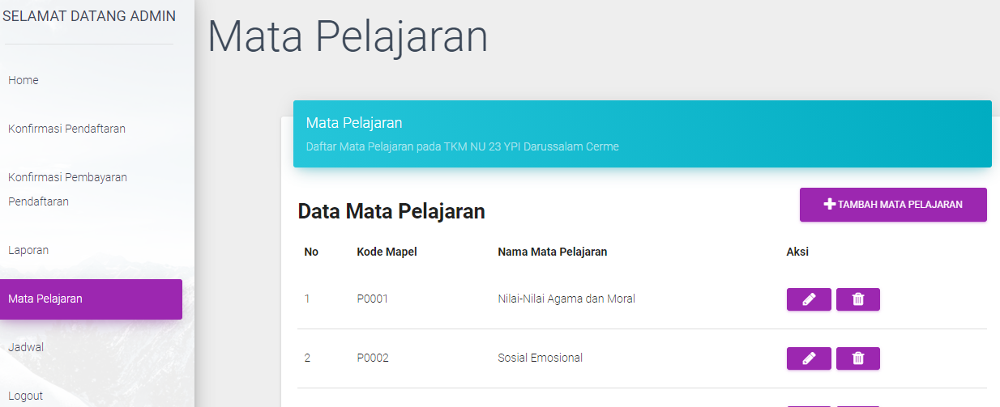 SELAMAT DATANG ADMIN
Home
Konfirmasi Pendaftaran
Konfirmasi Pembayaran
Pendaftaran
Laporan
Mata Pelajaran
Jadwal
Logout
Mata Pelajaran
Mata Pelajaran
Daftar Mata Pelajaran pada TKM NU 23 YPI Darussalam Cerme
Data Mata Pelajaran
TAMBAH MATA PELAJARAN
No Kode Mapel Nama Mata Pelajaran Aksi
1 P0001 Nilai-Nilai Agama dan Moral
2 P0002 Sosial Emosional